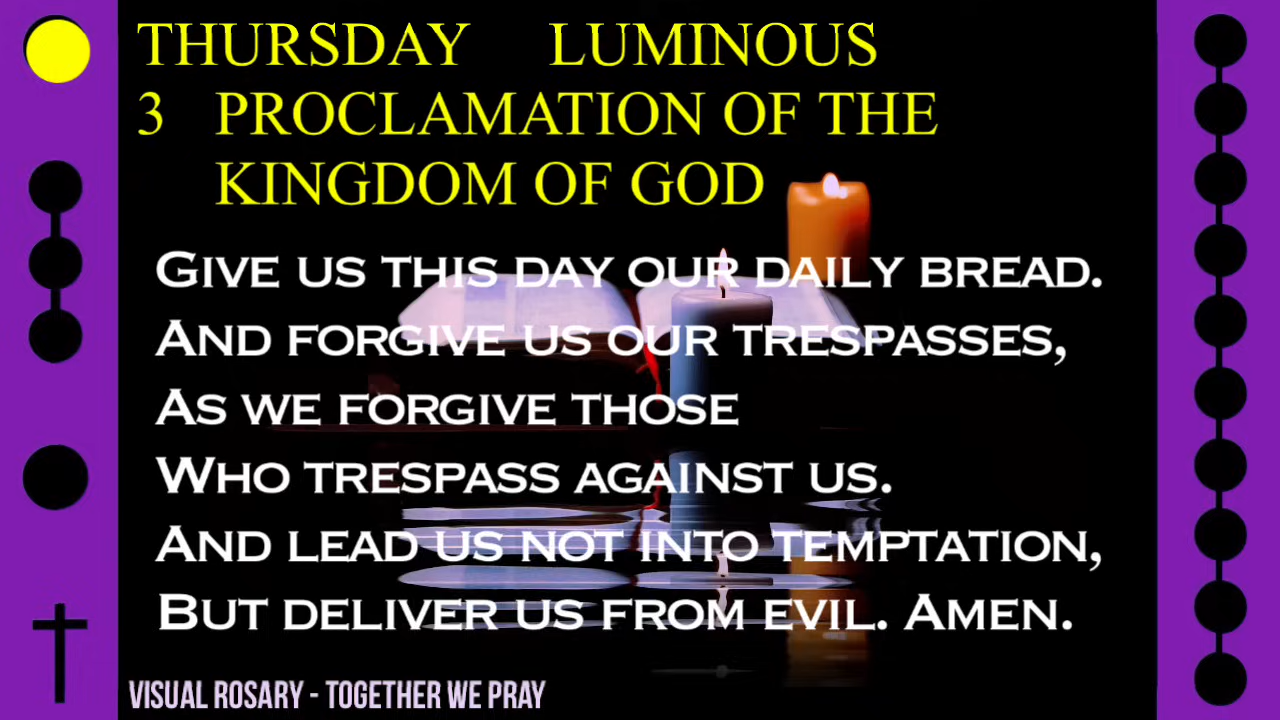 THURSDAY LUMINOUS
3 PROCLAMATION OF THE
KINGDOM OF GOD
GIVE US THIS DAY OUR DAILY BREAD.
AND FORGIVE US OUR TRESPASSES,
AS WE FORGIVE THOSE
WHO TRESPASS AGAINST US.
AND LEAD US NOT INTO TEMPTATION,
BUT DELIVER US FROM EVIL. AMEN.
VISUAL ROSARY - TOGETHER WE PRAY